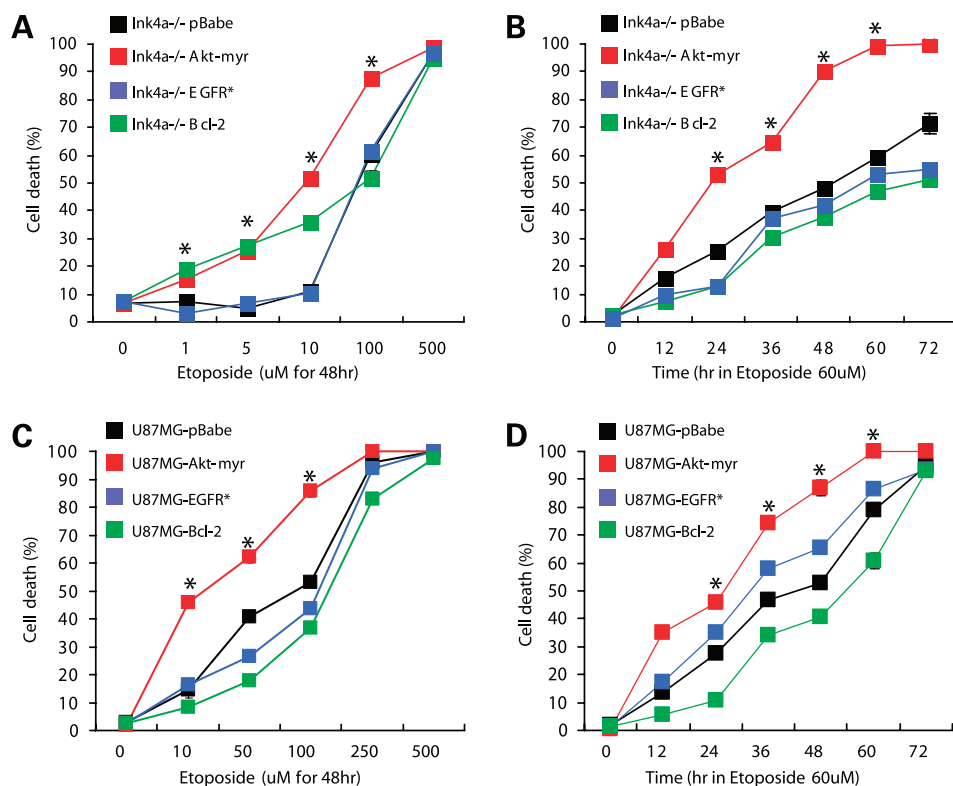 A
Ink4a-/- pBabe
Ink4a-/- Akt-myr
Ink4a-/- EGFR*
Ink4a-/- Bcl-2
Cell death (%)
100
90
80
70
60
50
40
30
20
10
0
* * * *
0 1 5 10 100 500
Etoposide (uM for 48hr)
B
Ink4a-/- pBabe
Ink4a-/- Akt-myr
Ink4a-/- EGFR*
Ink4a-/- Bcl-2
Cell death (%)
100
90
80
70
60
50
40
30
20
10
0
* * * *
0 12 24 36 48 60 72
Time (hr in Etoposide 60uM)
C
U87MG-pBabe
U87MG-Akt-myr
U87MG-EGFR*
U87MG-Bcl-2
Cell death (%)
100
90
80
70
60
50
40
30
20
10
0
* * *
0 10 50 100 250 500
Etoposide (uM for 48hr)
D
U87MG-pBabe
U87MG-Akt-myr
U87MG-EGFR*
U87MG-Bcl-2
Cell death (%)
100
90
80
70
60
50
40
30
20
10
0
* * * *
0 12 24 36 48 60 72
Time (hr in Etoposide 60uM)